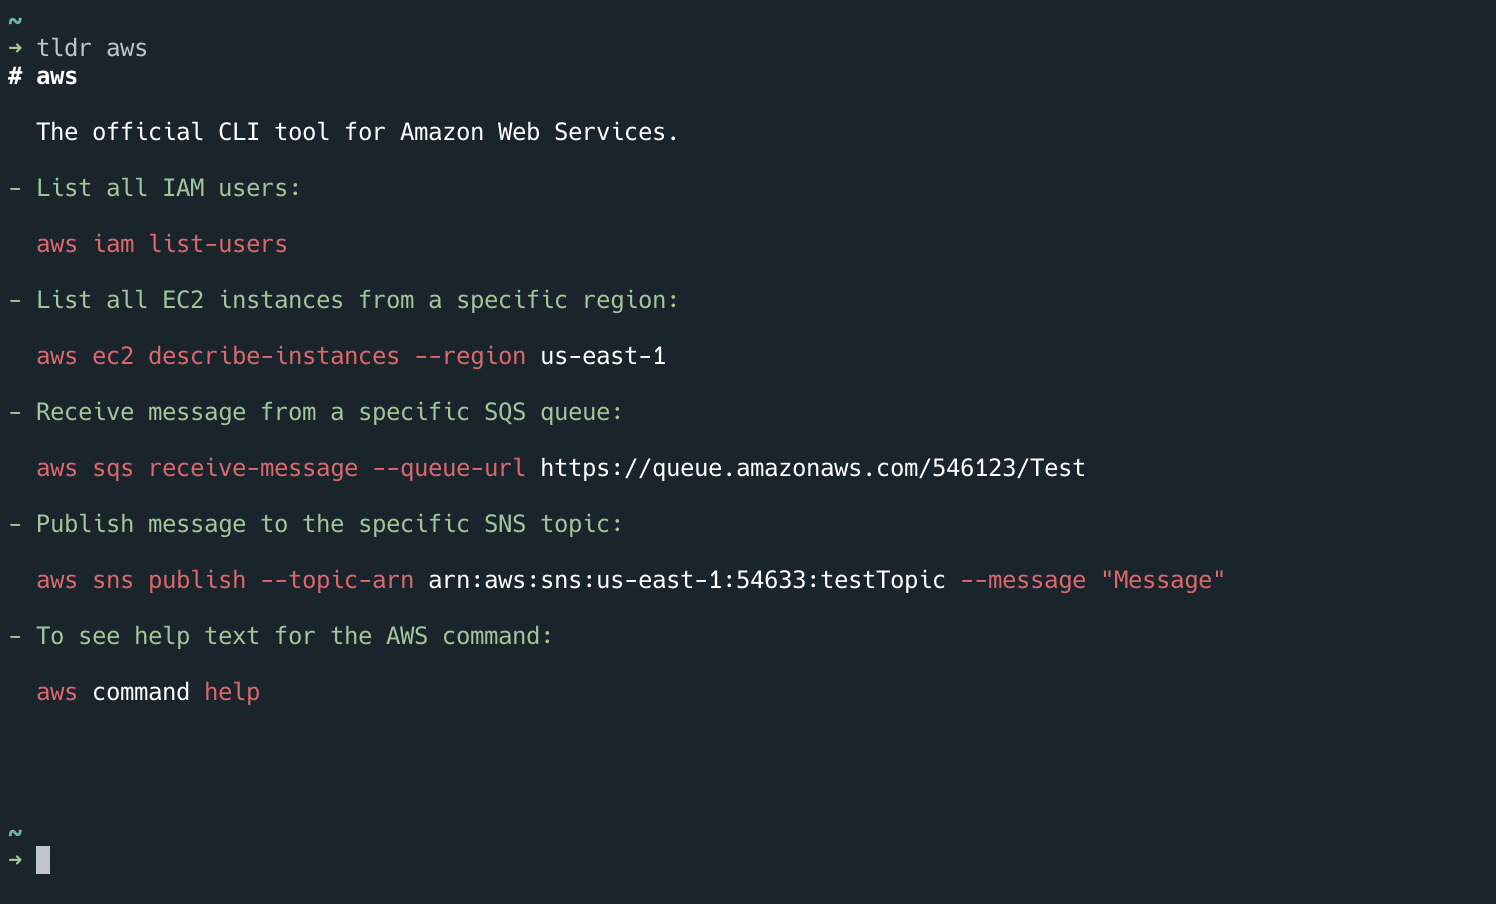 ~
→ tldr aws
# aws
The official CLI tool for Amazon Web Services.
- List all IAM users:
aws iam list-users
- List all EC2 instances from a specific region:
aws ec2 describe-instances --region us-east-1
- Receive message from a specific SQS queue:
aws sqs receive-message --queue-url https://queue.amazonaws.com/546123/Test
- Publish message to the specific SNS topic:
aws sns publish --topic-arn arn:aws:sns:us-east-1:54633:testTopic --message "Message"
- To see help text for the AWS command:
aws command help
~
→